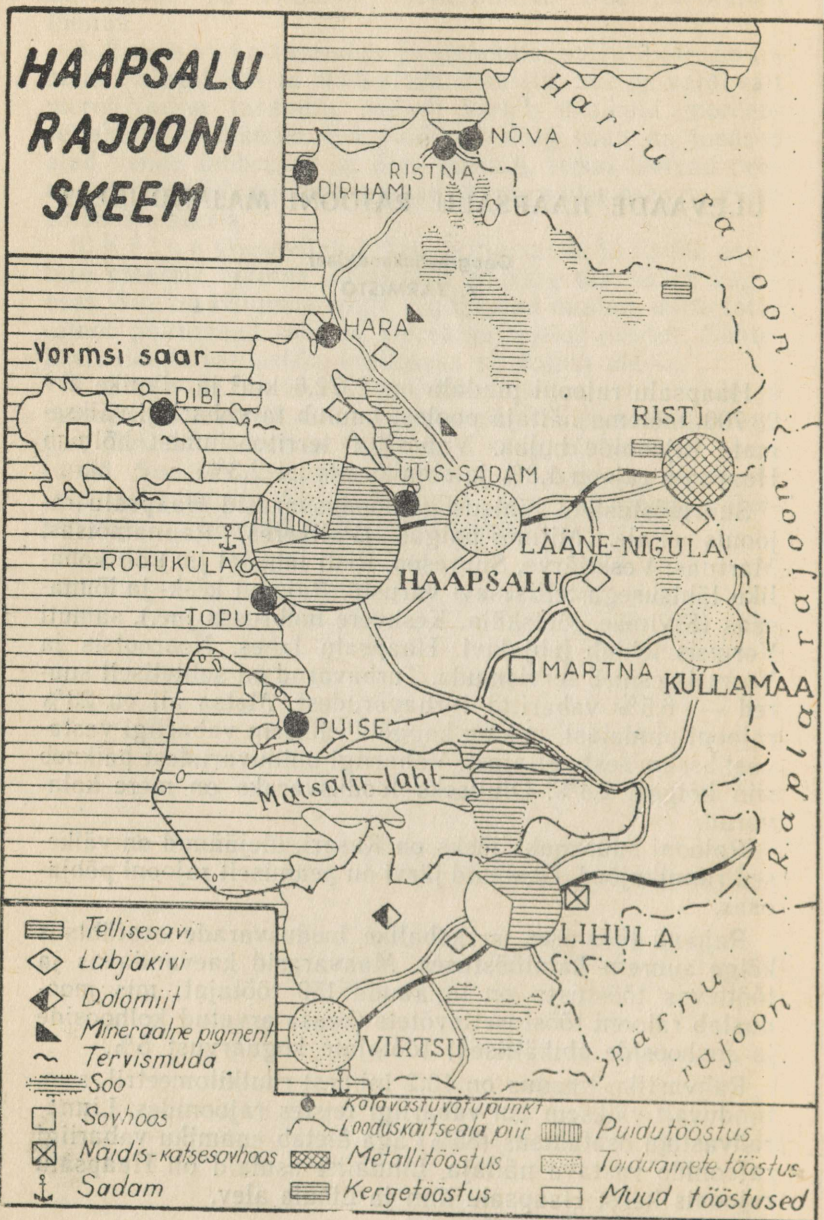 HAAPSALU
RAJOONI
SKEEM
Harju rajoon
NÕVA
RISTNA
DIRHAMI
HARA
Vormsi saar
DIBI
RISTI
UUS-SADAM
LÄÄNE-NIGULA
ROHUKÜLA
HAAPSALU
TOPU
MARTNA
KULLAMAA
PUISE
Matsalu laht
Rapla rajoon
LIHULA
VIRTSU
Pärnu
rajoon
Tellisesavi
Lubjakivi
Dolomiit
Mineraalne pigment
Tervismuda
Soo
Sovhoos
Näidis-katsesovhoos
Sadam
Kalavastuvõtupunkt
Looduskaitseala piir
Metallitööstus
Kergetööstus
Puidutööstus
Toiduainete tööstus
Muud tööstused